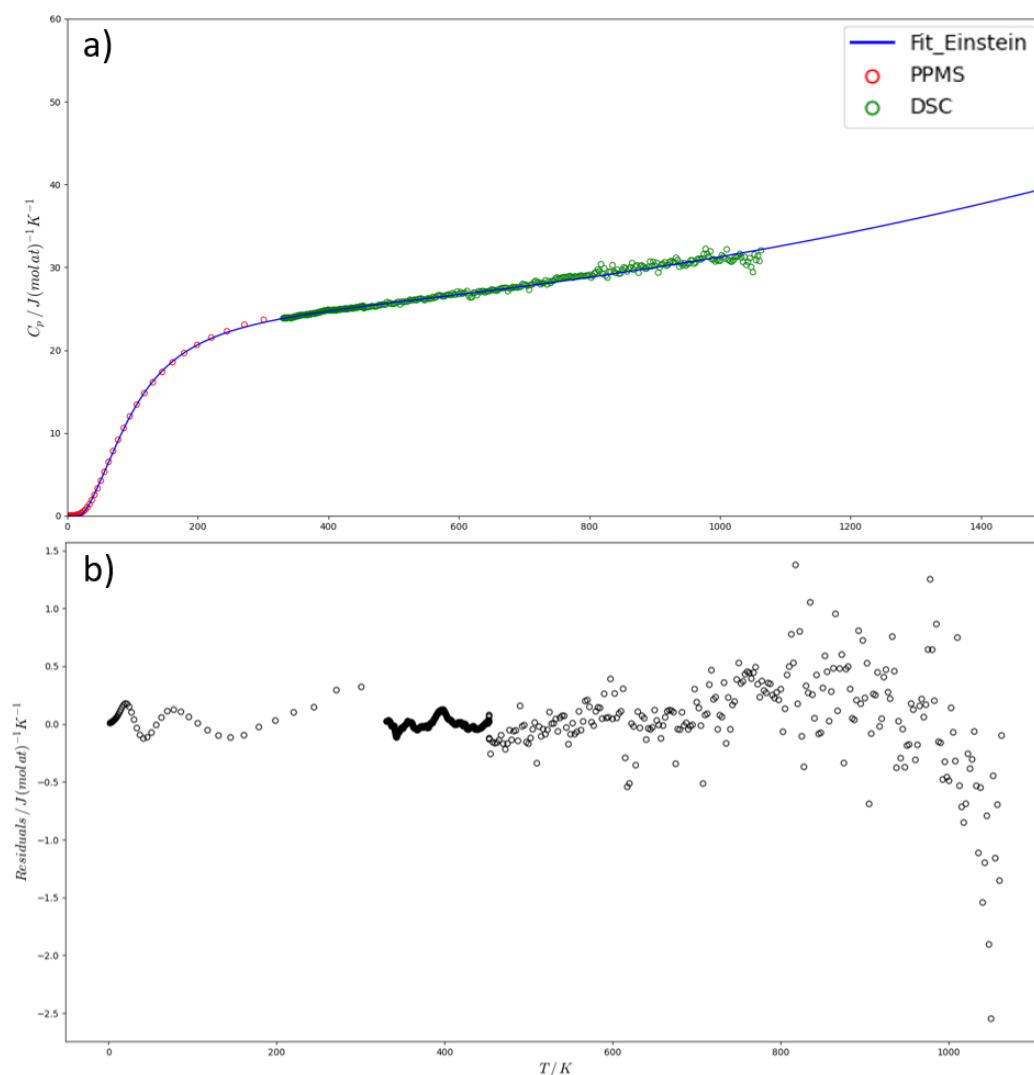 a)
Fit_Einstein
PPMS
DSC
60
50
40
30
20
10
0
C_p / J(mol at)^{-1}K^{-1}
0 200 400 600 800 1000 1200 1400
b)
1.5
1.0
0.5
0.0
−0.5
−1.0
−1.5
−2.0
−2.5
Residuals / J(mol at)^{-1}K^{-1}
0 200 400 600 800 1000
T / K